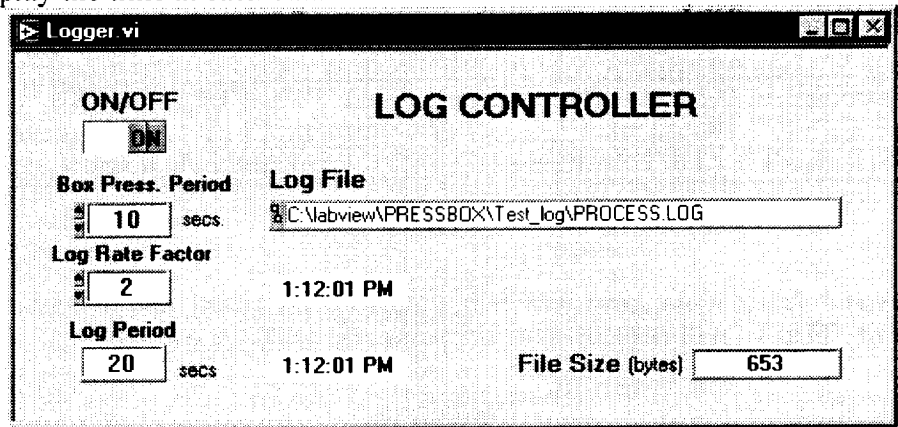 Logger.vi
ON/OFF
LOG CONTROLLER
ON
Box Press. Period
Log File
10 secs.
C:\labview\PRESSBOX\Test_log\PROCESS.LOG
Log Rate Factor
2
1:12:01 PM
Log Period
20 secs
1:12:01 PM
File Size (bytes) 653